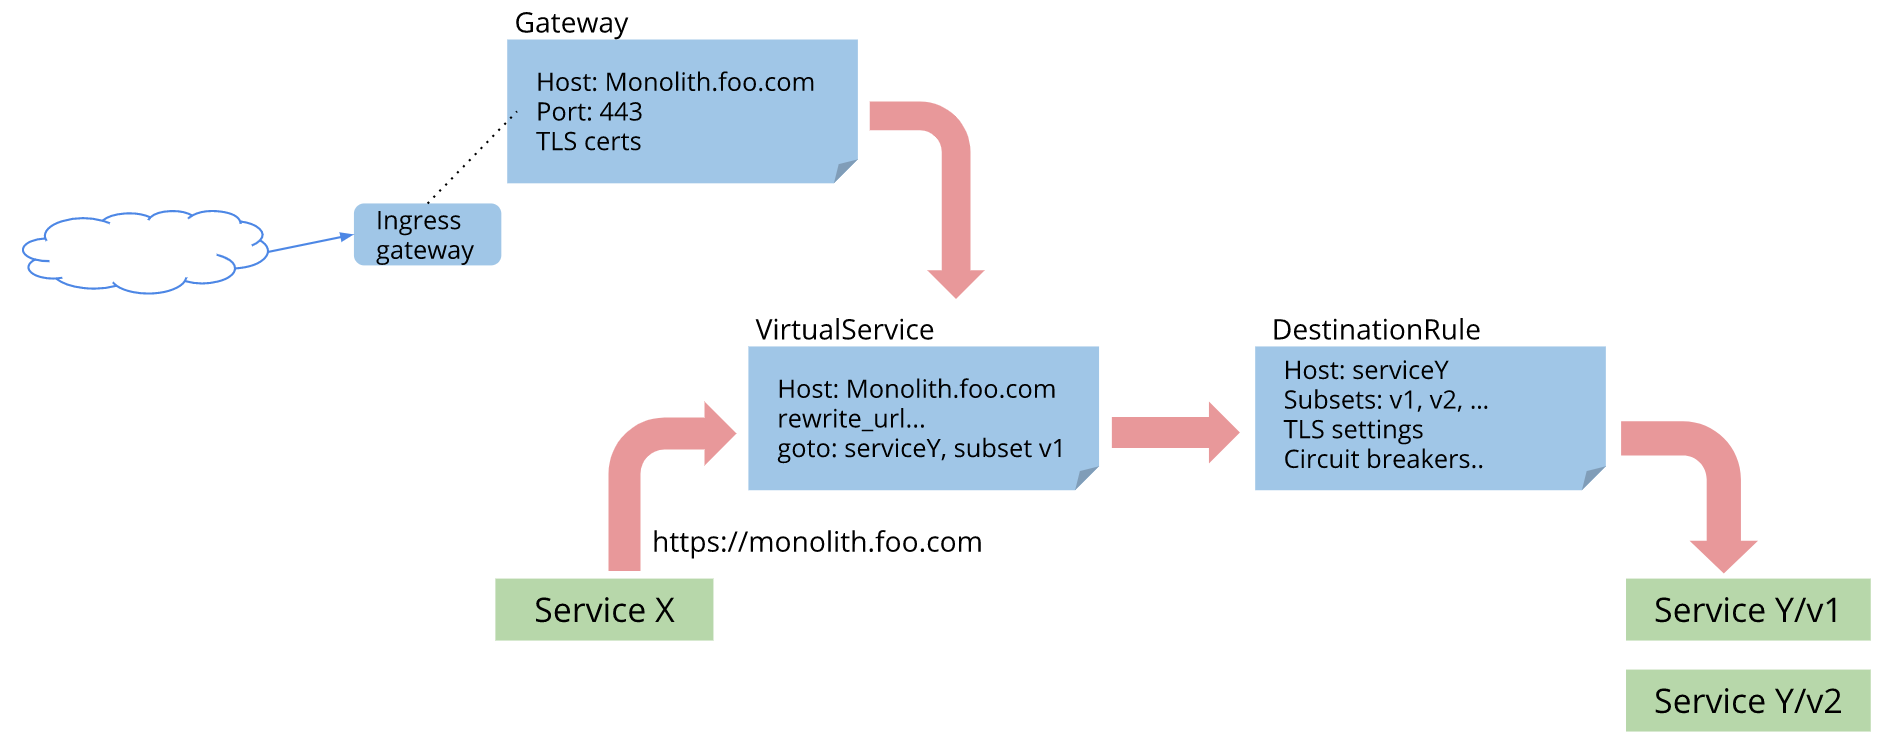 Gateway
Host: Monolith.foo.com
Port: 443
TLS certs
Ingress
gateway
VirtualService
Host: Monolith.foo.com
rewrite_url...
goto: serviceY, subset v1
DestinationRule
Host: serviceY
Subsets: v1, v2, ...
TLS settings
Circuit breakers..
https://monolith.foo.com
Service X
Service Y/v1
Service Y/v2